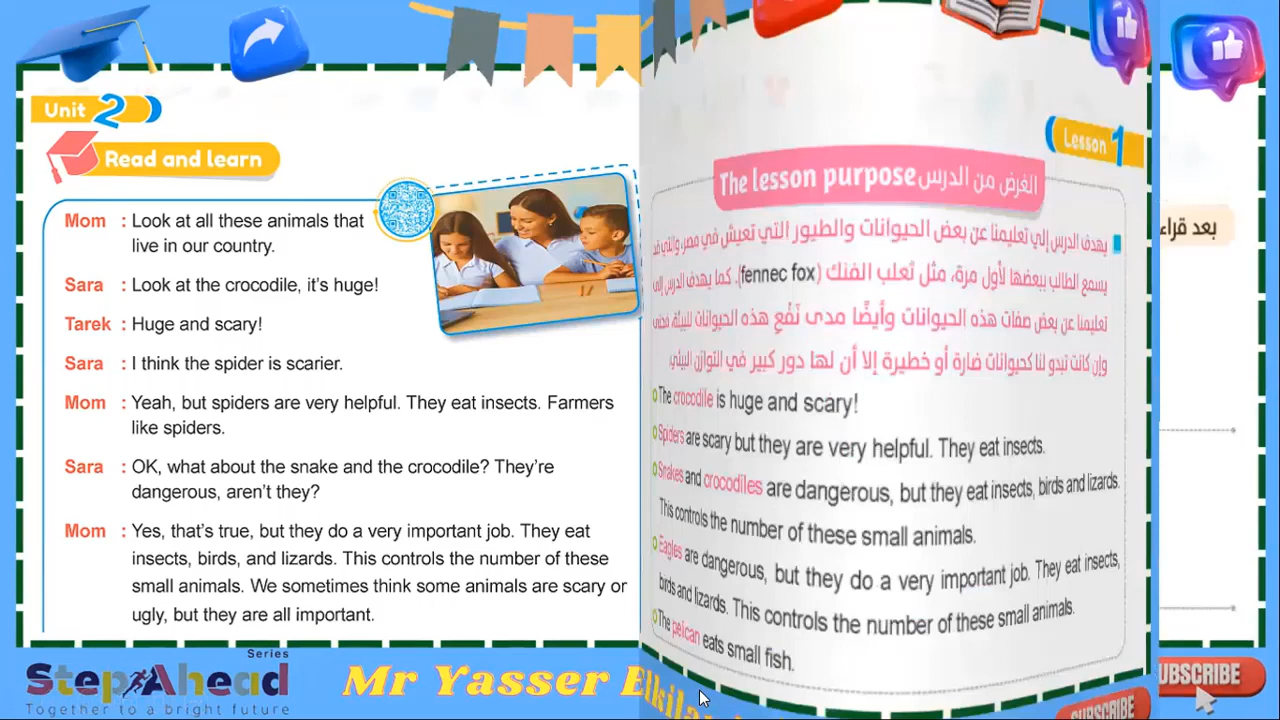 Unit 2
Read and learn
Mom : Look at all these animals that
live in our country.
Sara : Look at the crocodile, it's huge!
Tarek : Huge and scary!
Sara : I think the spider is scarier.
Mom : Yeah, but spiders are very helpful. They eat insects. Farmers
like spiders.
Sara : OK, what about the snake and the crocodile? They're
dangerous, aren't they?
Mom : Yes, that's true, but they do a very important job. They eat
insects, birds, and lizards. This controls the number of these
small animals. We sometimes think some animals are scary or
ugly, but they are all important.
Lesson 1
The lesson purpose الغرض من الدرس
يهدف الدرس إلي تعليمنا عن بعض الحيوانات والطيور التي تعيش في مصر، والتي قد
يسمع الطالب ببعضها لأول مرة، مثل ثعلب الفنك (fennec fox). كما يهدف الدرس إلى
تعليمنا عن بعض صفات هذه الحيوانات وأيضًا مدى نَفْعِ هذه الحيوانات للبيئة، فحتى
وإن كانت تبدو لنا كحيوانات ضارة أو خطيرة إلا أن لها دور كبير في التوازن البيئي.
The crocodile is huge and scary!
Spiders are scary but they are very helpful. They eat insects.
Snakes and crocodiles are dangerous, but they eat insects, birds and lizards.
This controls the number of these small animals.
Eagles are dangerous, but they do a very important job. They eat insects,
birds and lizards. This controls the number of these small animals.
The pelican eats small fish.
بعد قراء
Series
Step Ahead
Together to a bright future
Mr Yasser Elkilany
SUBSCRIBE
SUBSCRIBE